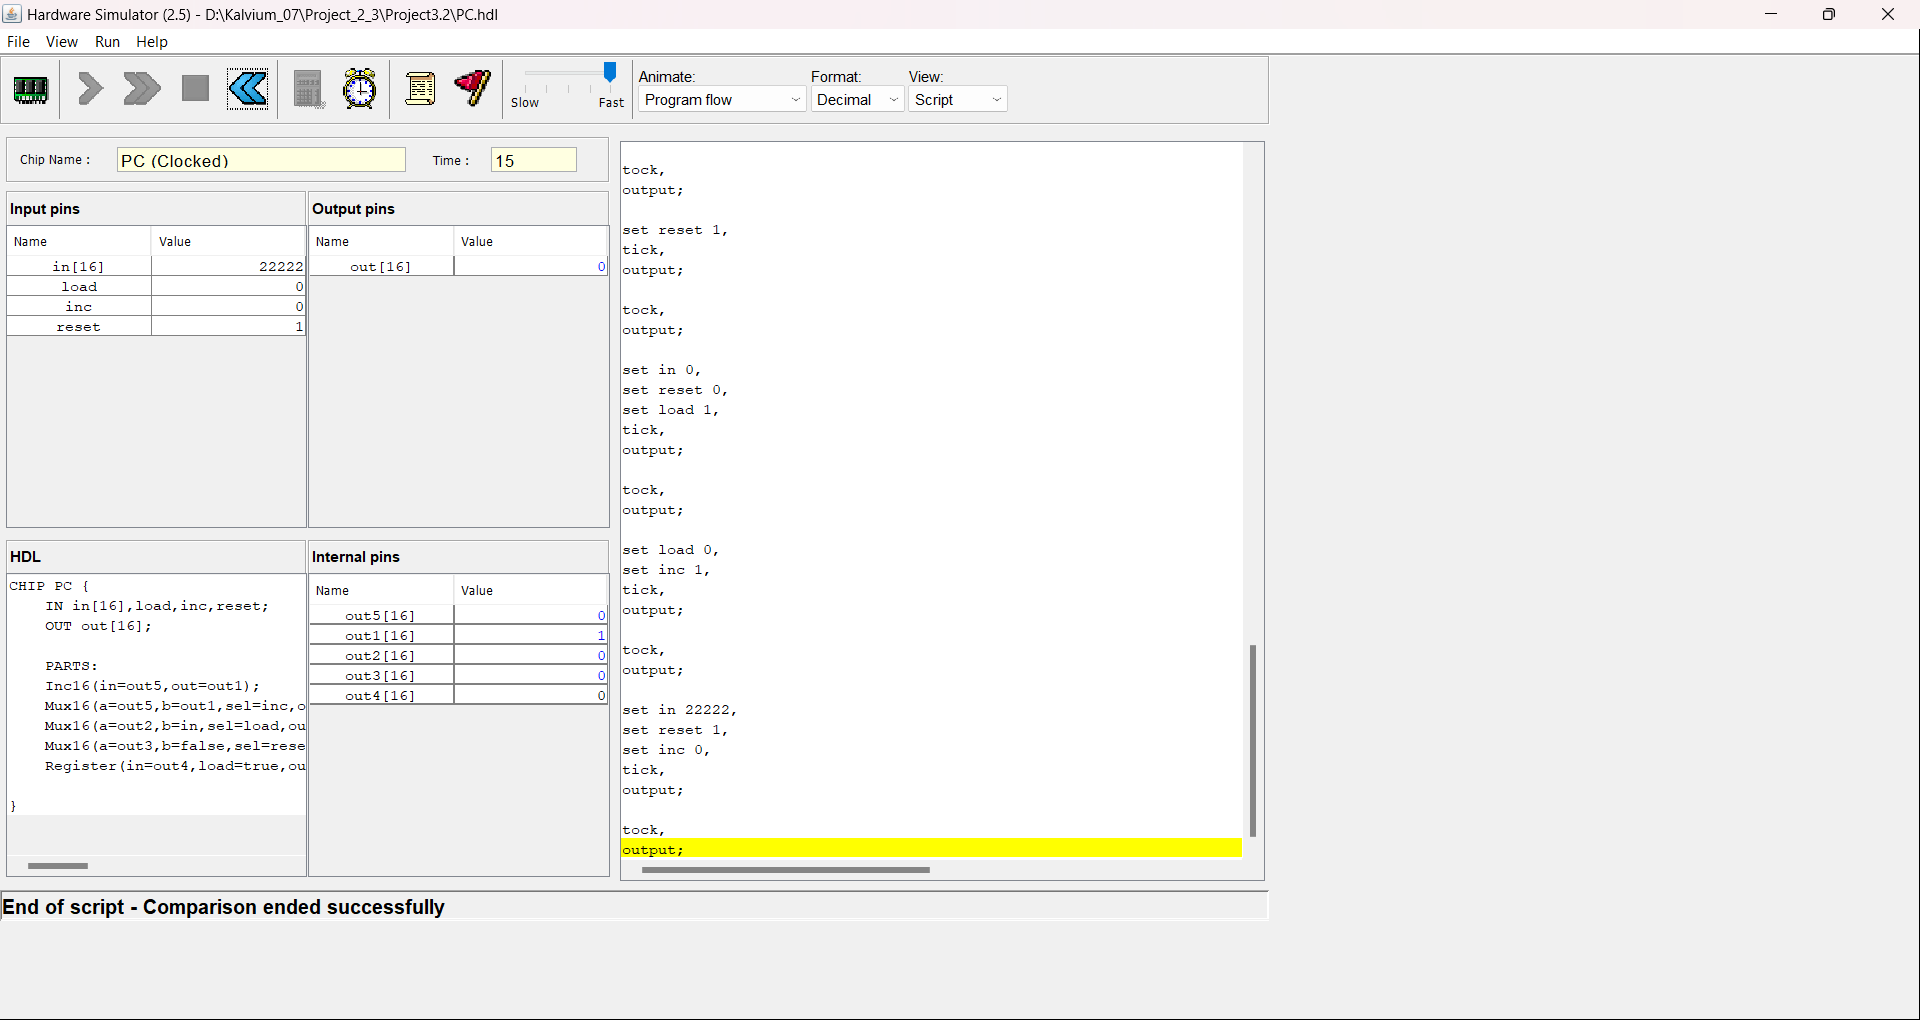 Hardware Simulator (2.5) - D:\Kalvium_07\Project_2_3\Project3.2\PC.hdl
File View Run Help
Slow Fast
Animate: Format: View:
Program flow Decimal Script
Chip Name : PC (Clocked) Time : 15
Input pins
Name Value
in[16] 22222
load 0
inc 0
reset 1
Output pins
Name Value
out[16] 0
HDL
CHIP PC {
IN in[16],load,inc,reset;
OUT out[16];
PARTS:
Inc16(in=out5,out=out1);
Mux16(a=out5,b=out1,sel=inc,o
Mux16(a=out2,b=in,sel=load,ou
Mux16(a=out3,b=false,sel=rese
Register(in=out4,load=true,ou
}
Internal pins
Name Value
out5[16] 0
out1[16] 1
out2[16] 0
out3[16] 0
out4[16] 0
tock,
output;
set reset 1,
tick,
output;
tock,
output;
set in 0,
set reset 0,
set load 1,
tick,
output;
tock,
output;
set load 0,
set inc 1,
tick,
output;
tock,
output;
set in 22222,
set reset 1,
set inc 0,
tick,
output;
tock,
output;
End of script - Comparison ended successfully